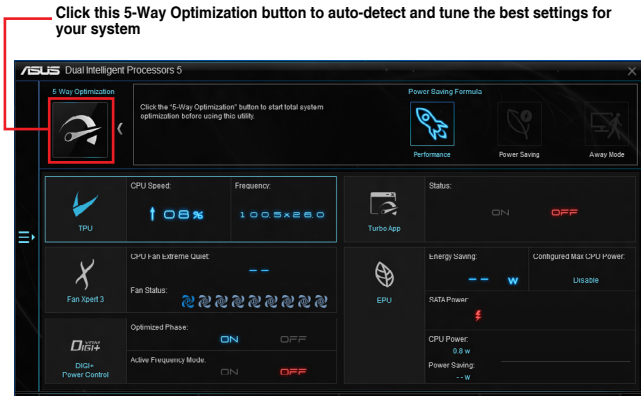 Click this 5-Way Optimization button to auto-detect and tune the best settings for
your system
ASUS Dual Intelligent Processors 5
5 Way Optimization
Click the "5-Way Optimization" button to start total system
optimization before using this utility.
Power Saving Formula
Performance
Power Saving
Away Mode
TPU
CPU Speed:
↑ 08%
Frequency:
100.5x26.0
Turbo App
Status:
ON OFF
Fan Xpert 3
CPU Fan Extreme Quiet:
--
Fan Status:
EPU
Energy Saving:
-- w
Configured Max CPU Power:
Disable
SATA Power:
CPU Power:
0.8 w
Power Saving:
-- w
DIGI+ VRM
DIGI+
Power Control
Optimized Phase:
ON OFF
Active Frequency Mode:
ON OFF